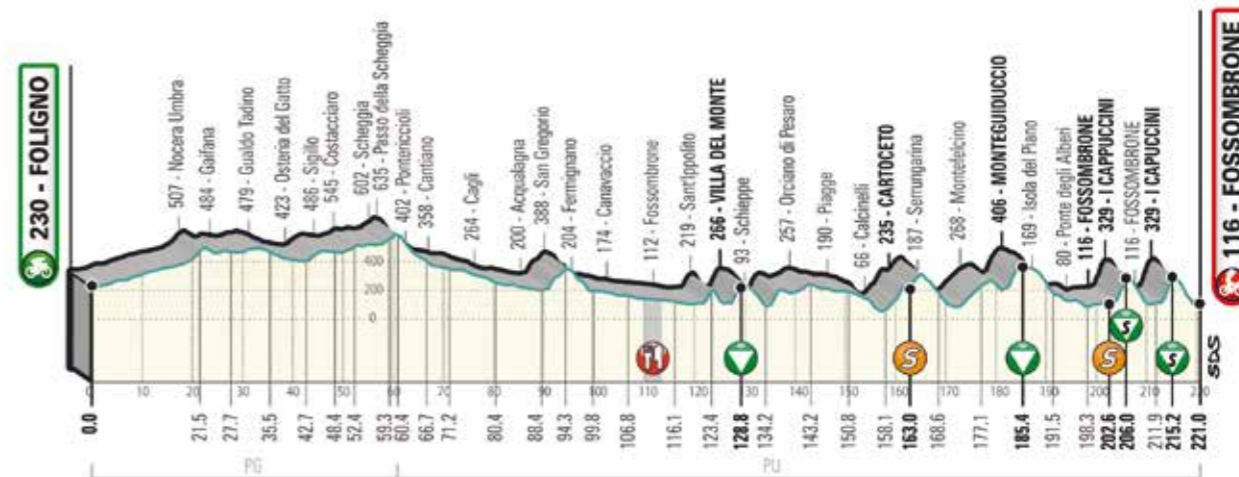 230 - FOLIGNO
507 - Nocera Umbra
484 - Gaifana
479 - Gualdo Tadino
423 - Osteria del Gatto
486 - Sigillo
545 - Costacciaro
602 - Scheggia
635 - Passo della Scheggia
402 - Pontericcioli
358 - Cantiano
264 - Cagli
200 - Acqualagna
388 - San Gregorio
204 - Fermignano
174 - Canavaccio
112 - Fossombrone
219 - Sant'Ippolito
266 - VILLA DEL MONTE
93 - Schieppe
257 - Orciano di Pesaro
190 - Piagge
66 - Calcinelli
235 - CARTOCETO
187 - Serrungarina
268 - Montefelcino
406 - MONTEGUIDUCCIO
169 - Isola del Piano
80 - Ponte degli Alberi
116 - FOSSOMBRONE
329 - I CAPPUCCINI
116 - FOSSOMBRONE
329 - I CAPUCCINI
116 - FOSSOMBRONE
400
200
0
S
S
S
S
SDS
0 10 20 30 40 50 60 70 80 90 100 110 120 130 140 150 160 170 180 190 200 210 220
0.0 21.5 27.7 35.5 42.7 48.4 52.4 59.3 60.4 66.7 71.2 80.4 88.4 94.3 99.8 106.8 116.1 123.4 128.8 134.2 143.2 150.8 158.1 163.0 168.6 177.1 185.4 191.5 198.3 202.6 206.0 211.9 215.2 221.0
PG PU